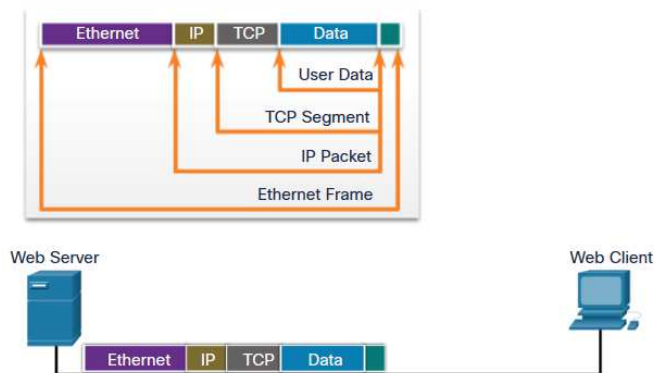 Ethernet IP TCP Data
User Data
TCP Segment
IP Packet
Ethernet Frame
Web Server Web Client
Ethernet IP TCP Data